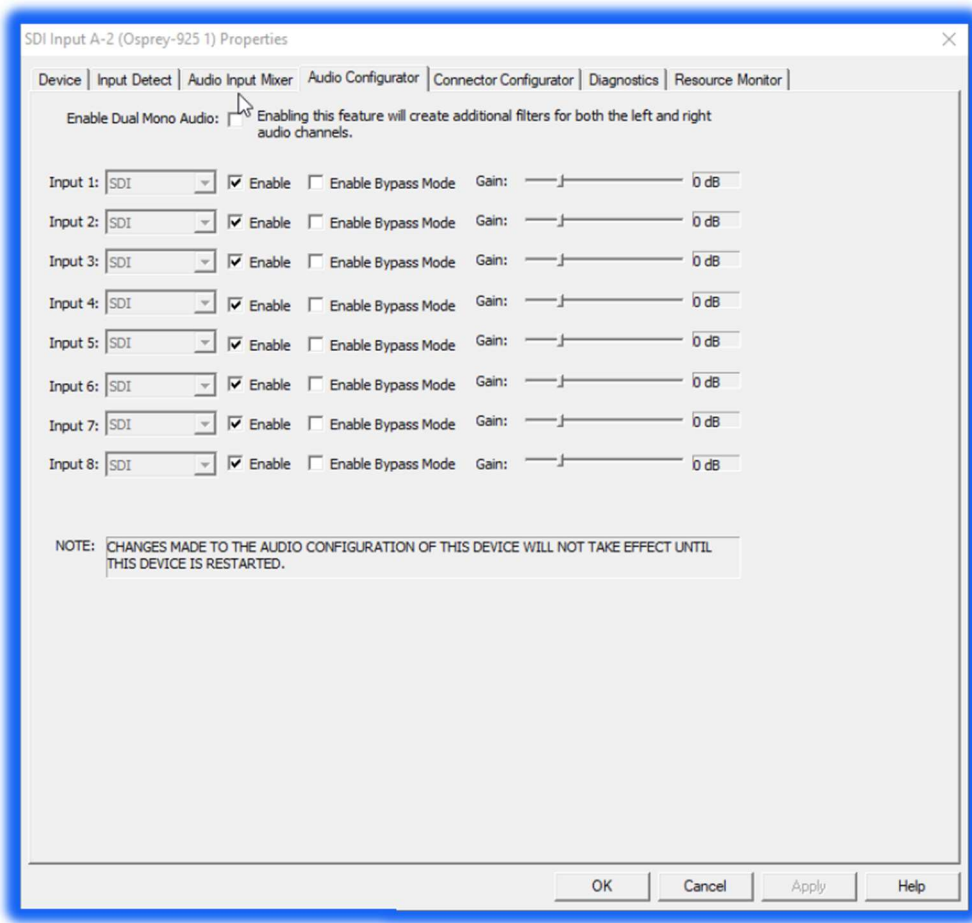 SDI Input A-2 (Osprey-925 1) Properties
Device Input Detect Audio Input Mixer Audio Configurator Connector Configurator Diagnostics Resource Monitor
Enable Dual Mono Audio: Enabling this feature will create additional filters for both the left and right
audio channels.
Input 1: SDI Enable Enable Bypass Mode Gain: 0 dB
Input 2: SDI Enable Enable Bypass Mode Gain: 0 dB
Input 3: SDI Enable Enable Bypass Mode Gain: 0 dB
Input 4: SDI Enable Enable Bypass Mode Gain: 0 dB
Input 5: SDI Enable Enable Bypass Mode Gain: 0 dB
Input 6: SDI Enable Enable Bypass Mode Gain: 0 dB
Input 7: SDI Enable Enable Bypass Mode Gain: 0 dB
Input 8: SDI Enable Enable Bypass Mode Gain: 0 dB
NOTE: CHANGES MADE TO THE AUDIO CONFIGURATION OF THIS DEVICE WILL NOT TAKE EFFECT UNTIL
THIS DEVICE IS RESTARTED.
OK Cancel Apply Help